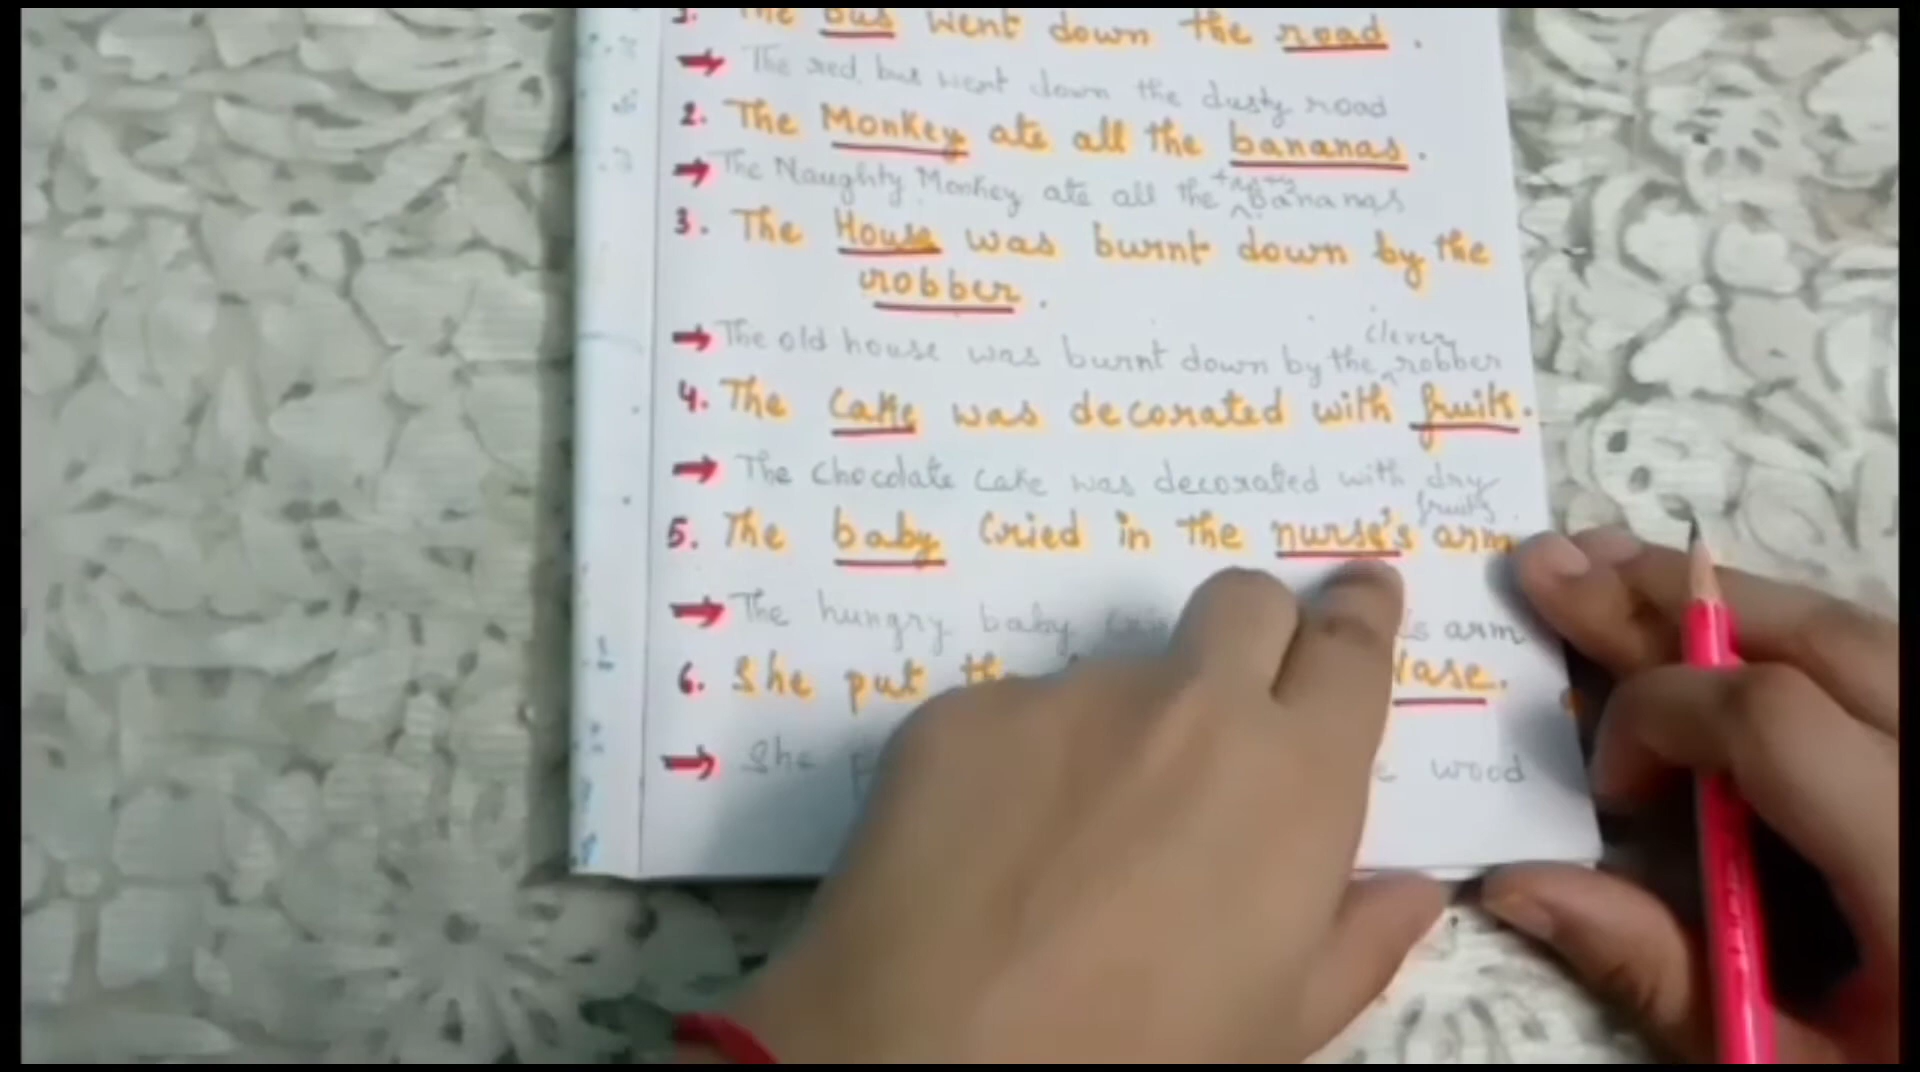 1. The bus went down the road.
→ The red bus went down the dusty road
2. The Monkey ate all the bananas.
→ The Naughty Monkey ate all the tasty bananas
3. The House was burnt down by the
robber.
→ The old house was burnt down by the clever robber
4. The Cake was decorated with fruits.
→ The Chocolate Cake was decorated with dry
fruits
5. The baby Cried in the nurse's arm
→ The hungry baby arm
6. She put the Vase.
→ She wood